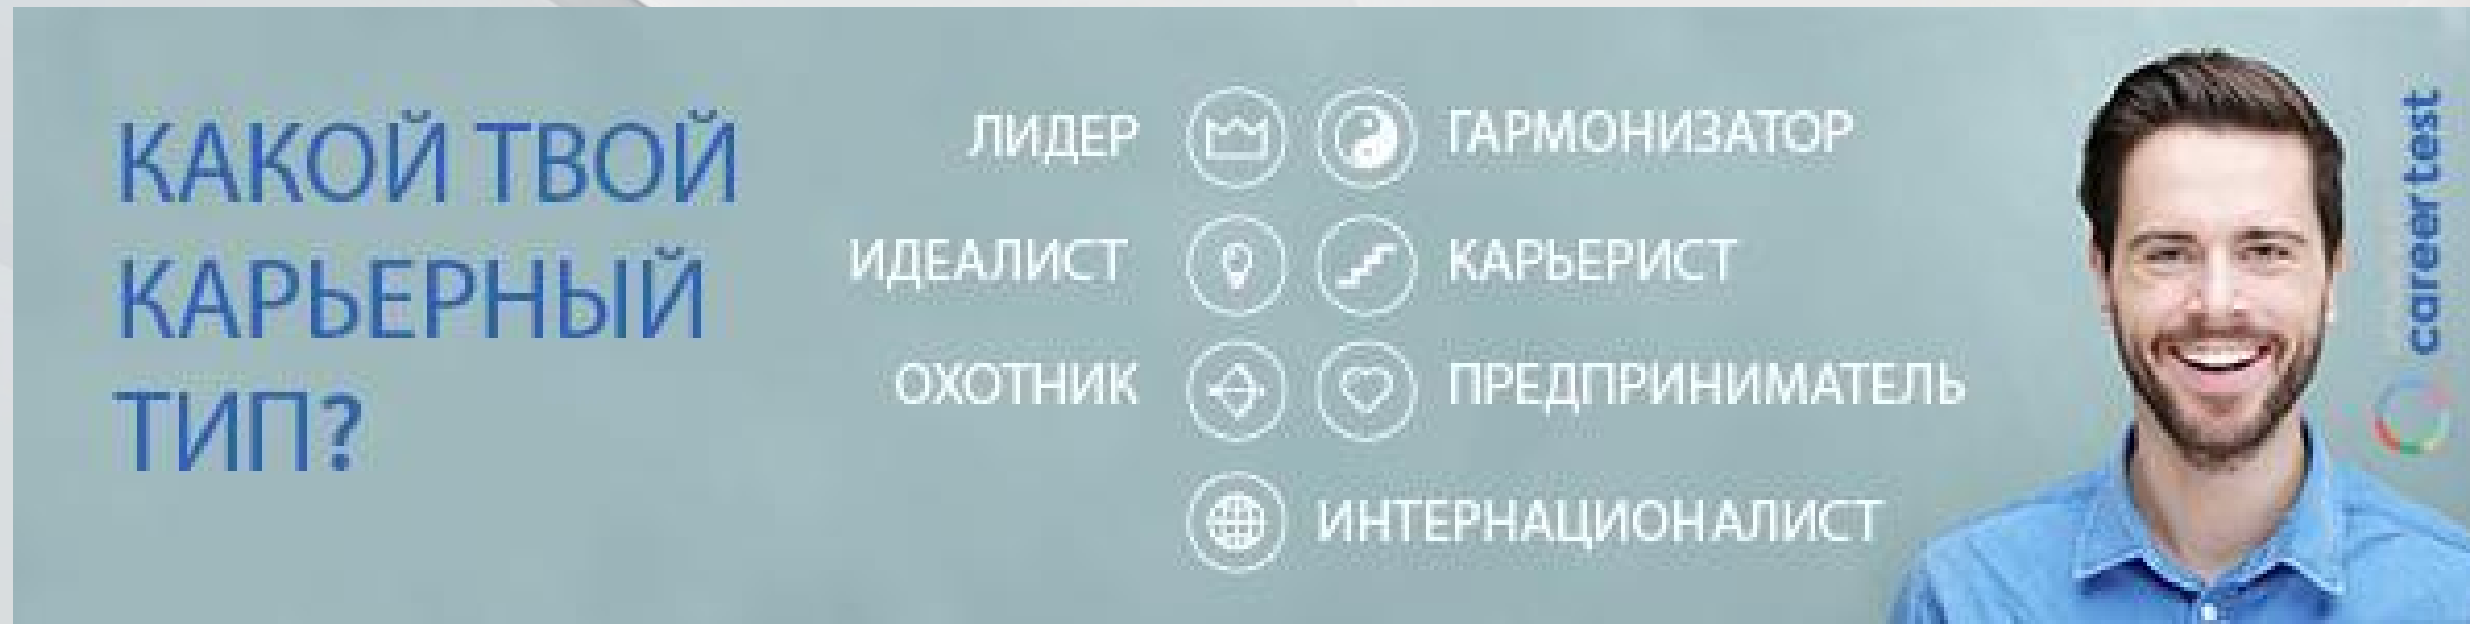 КАКОЙ ТВОЙ
КАРЬЕРНЫЙ
ТИП?
ЛИДЕР
ГАРМОНИЗАТОР
ИДЕАЛИСТ
КАРЬЕРИСТ
ОХОТНИК
ПРЕДПРИНИМАТЕЛЬ
ИНТЕРНАЦИОНАЛИСТ
career test